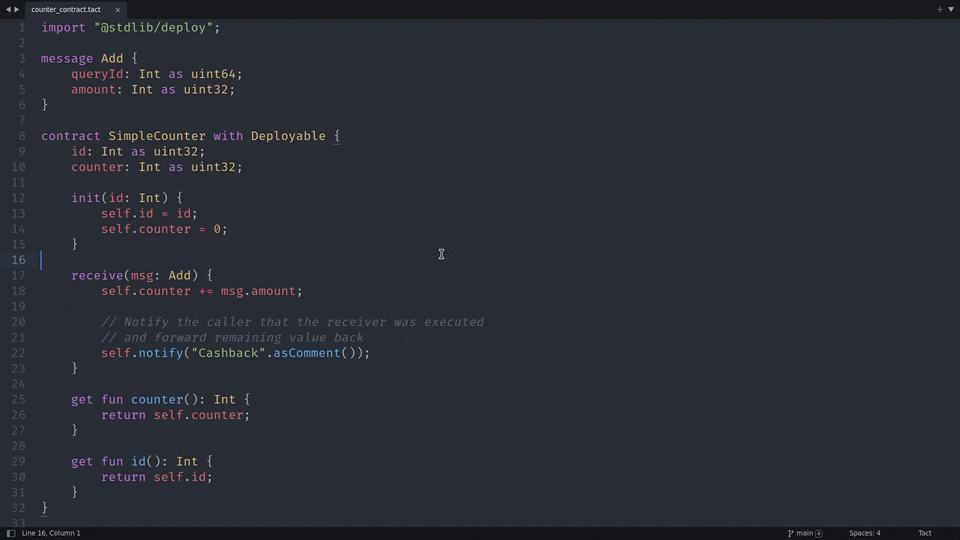 counter_contract.tact ×
1 import "@stdlib/deploy";
2
3 message Add {
4     queryId: Int as uint64;
5     amount: Int as uint32;
6 }
7
8 contract SimpleCounter with Deployable {
9     id: Int as uint32;
10     counter: Int as uint32;
11
12     init(id: Int) {
13         self.id = id;
14         self.counter = 0;
15     }
16
17     receive(msg: Add) {
18         self.counter += msg.amount;
19
20         // Notify the caller that the receiver was executed
21         // and forward remaining value back
22         self.notify("Cashback".asComment());
23     }
24
25     get fun counter(): Int {
26         return self.counter;
27     }
28
29     get fun id(): Int {
30         return self.id;
31     }
32 }
33
Line 16, Column 1 main 4 Spaces: 4 Tact